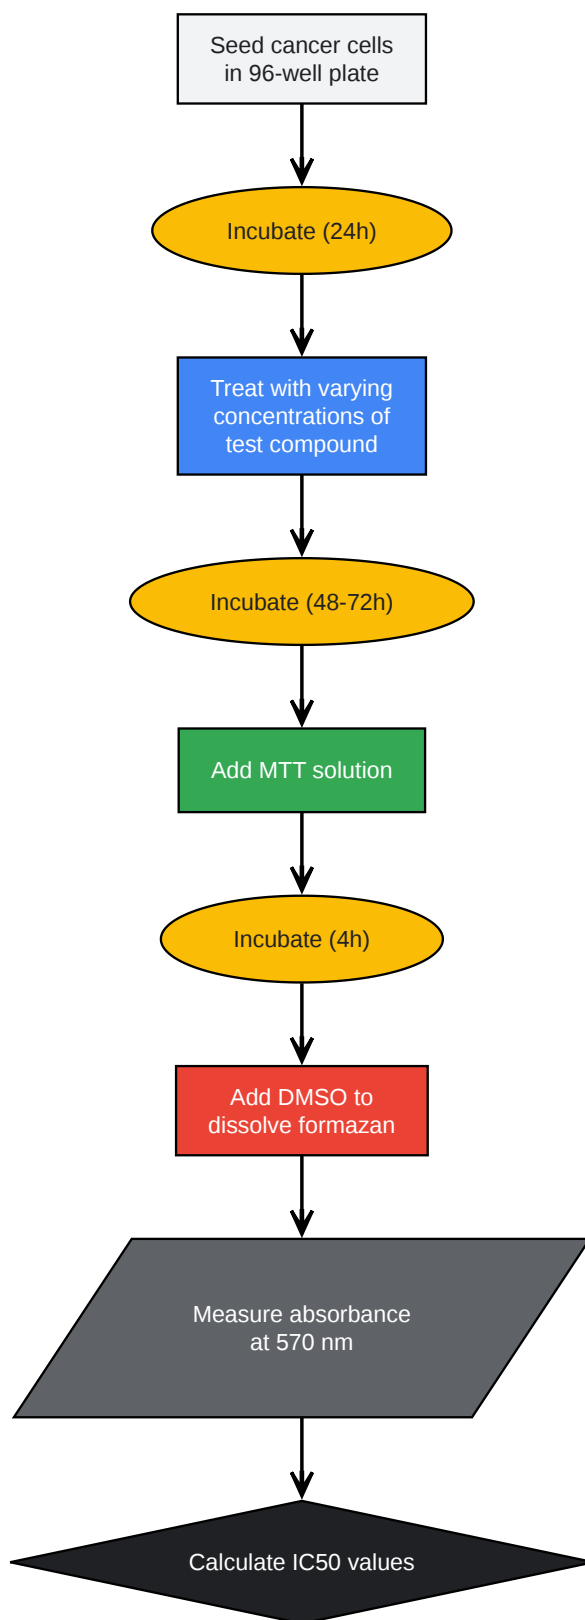 Seed cancer cells
in 96-well plate
Incubate (24h)
Treat with varying
concentrations of
test compound
Incubate (48-72h)
Add MTT solution
Incubate (4h)
Add DMSO to
dissolve formazan
Measure absorbance
at 570 nm
Calculate IC50 values